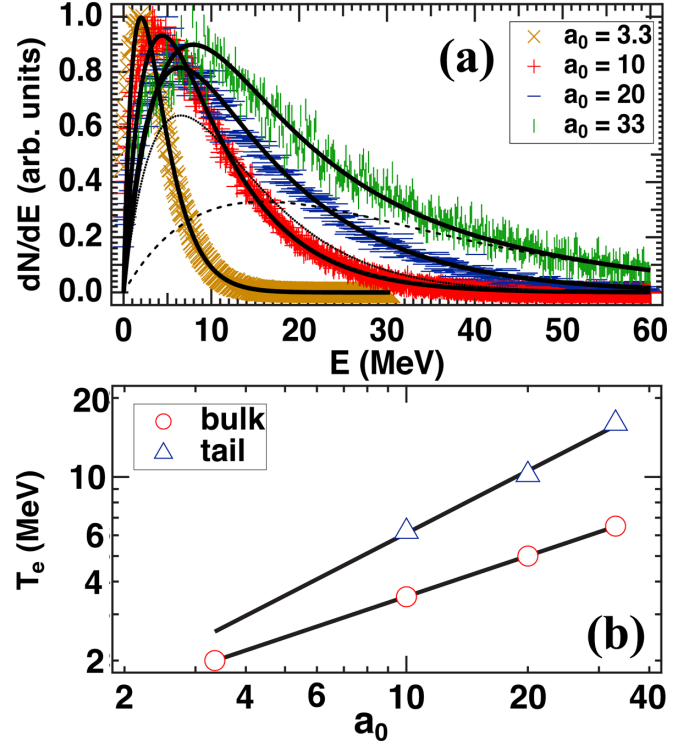 1.0
0.8
0.6
0.4
0.2
0.0
dN/dE (arb. units)
(a)
a0 = 3.3
a0 = 10
a0 = 20
a0 = 33
0 10 20 30 40 50 60
E (MeV)
20
10
6
4
2
Te (MeV)
bulk
tail
(b)
2 4 6 10 20 40
a0